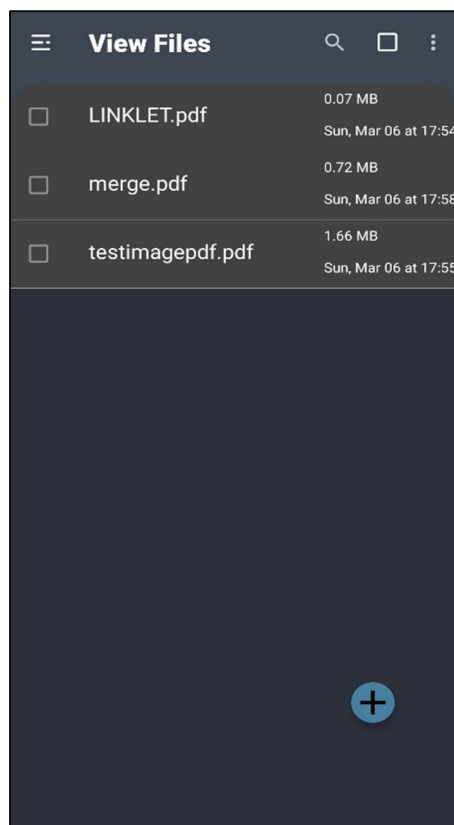 View Files
LINKLET.pdf
0.07 MB
Sun, Mar 06 at 17:54
merge.pdf
0.72 MB
Sun, Mar 06 at 17:58
testimagepdf.pdf
1.66 MB
Sun, Mar 06 at 17:55